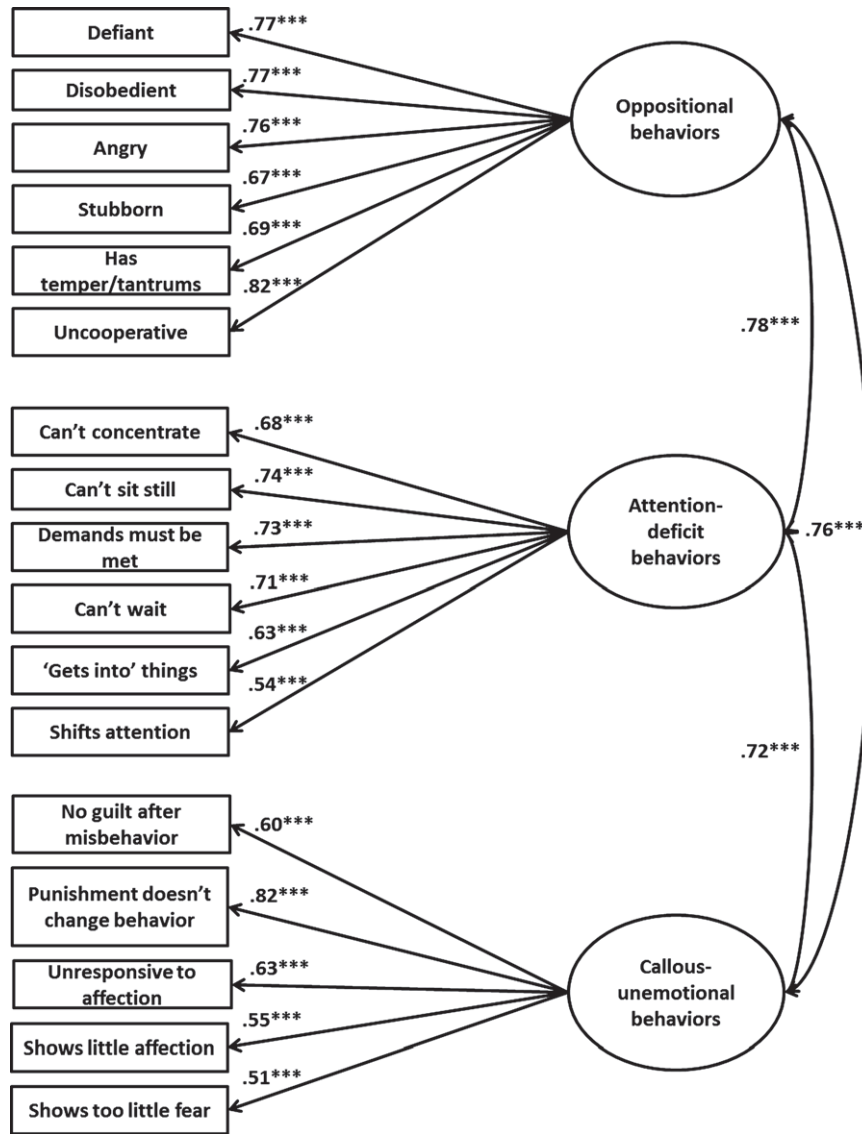 Defiant
.77***
Disobedient
.77***
Angry
.76***
Stubborn
.67***
Has
temper/tantrums
.69***
Uncooperative
.82***
Oppositional
behaviors
.78***
Can’t concentrate
.68***
Can’t sit still
.74***
Demands must be
met
.73***
Can’t wait
.71***
‘Gets into’ things
.63***
Shifts attention
.54***
Attention-
deficit
behaviors
.76***
.72***
No guilt after
misbehavior
.60***
Punishment doesn’t
change behavior
.82***
Unresponsive to
affection
.63***
Shows little affection
.55***
Shows too little fear
.51***
Callous-
unemotional
behaviors